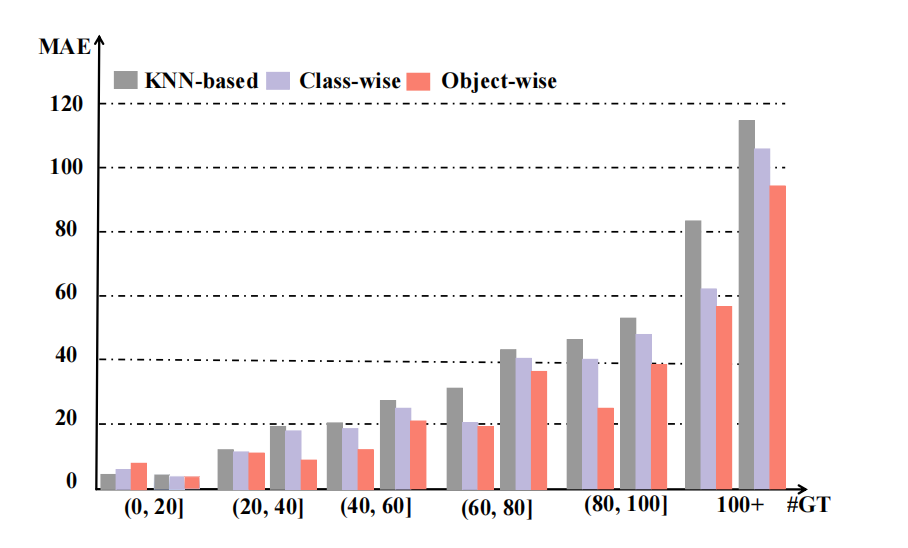 MAE
KNN-based Class-wise Object-wise
120
100
80
60
40
20
0
(0, 20] (20, 40] (40, 60] (60, 80] (80, 100] 100+ #GT